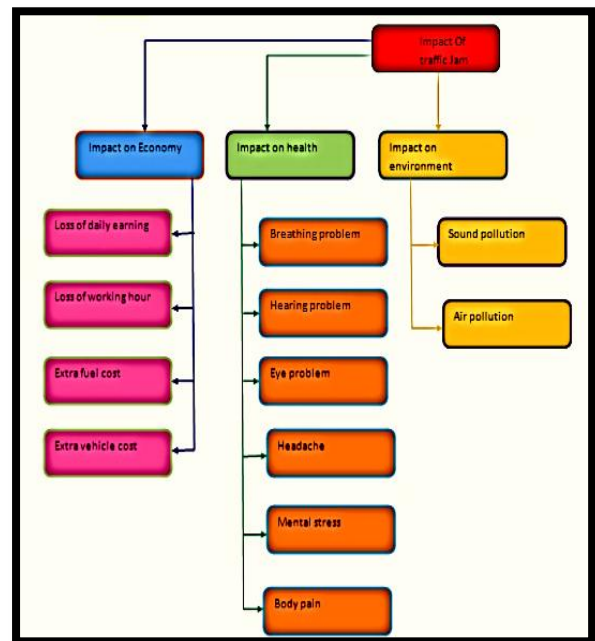 Impact Of
traffic Jam
Impact on Economy
Impact on health
Impact on
environment
Loss of daily earning
Loss of working hour
Extra fuel cost
Extra vehicle cost
Breathing problem
Hearing problem
Eye problem
Headache
Mental stress
Body pain
Sound pollution
Air pollution